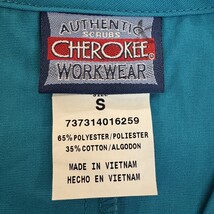 AUTHENTIC
SCRUBS
CHEROKEE
WORKWEAR
SIZE
S
737314016259
65% POLYESTER/POLIESTER
35% COTTON/ALGODON
MADE IN VIETNAM
HECHO EN VIETNAM